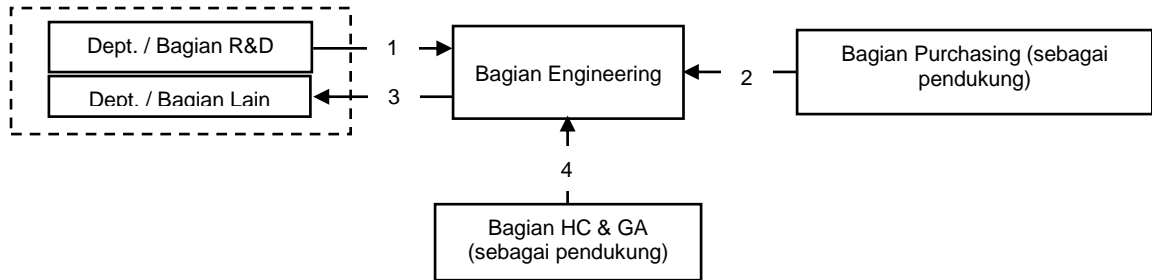 Dept. / Bagian R&D
1
Bagian Engineering
2
Bagian Purchasing (sebagai
pendukung)
Dept. / Bagian Lain
3
4
Bagian HC & GA
(sebagai pendukung)